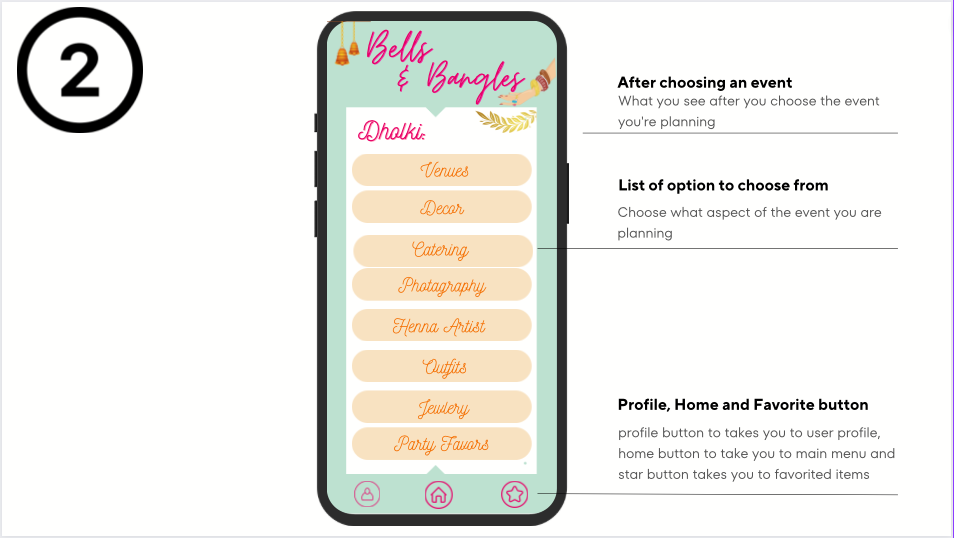 2
Bells
& Bangles
Dholki:
Venues
Decor
Catering
Photagraphy
Henna Artist
Outfits
Jewlery
Party Favors
After choosing an event
What you see after you choose the event
you're planning
List of option to choose from
Choose what aspect of the event you are
planning
Profile, Home and Favorite button
profile button to takes you to user profile,
home button to take you to main menu and
star button takes you to favorited items